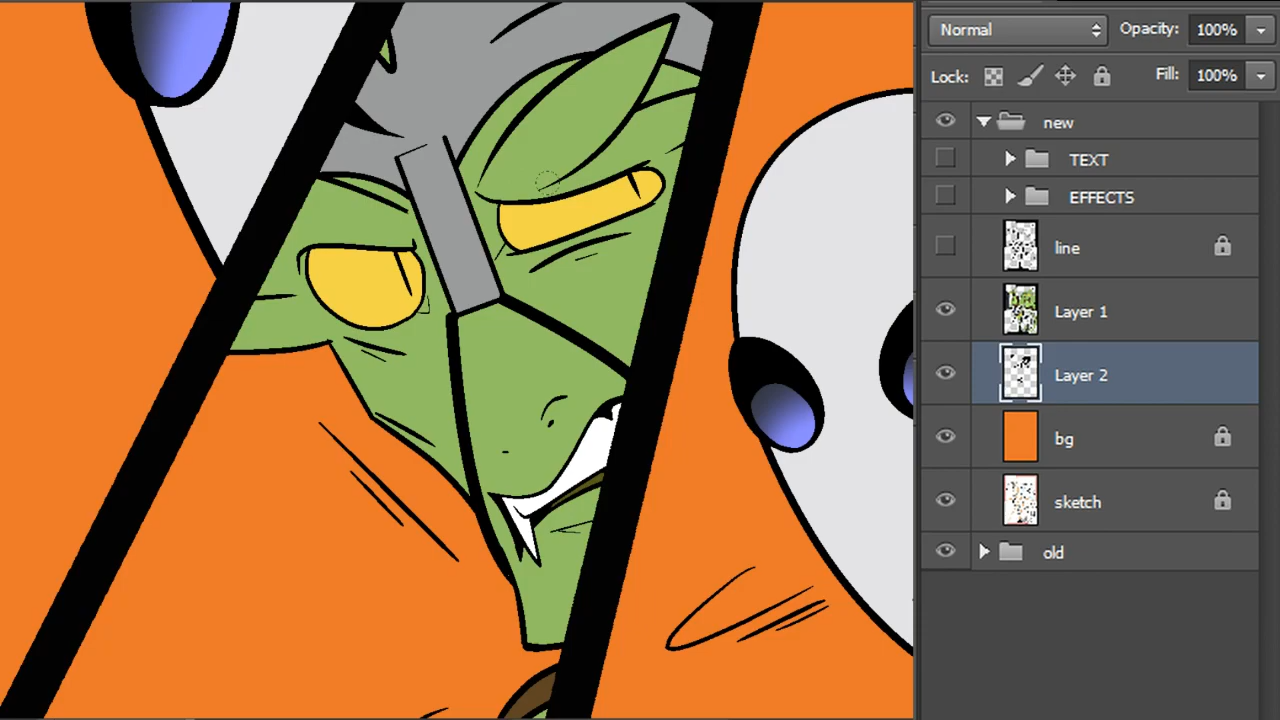 Normal Opacity: 100%
Lock: Fill: 100%
new
TEXT
EFFECTS
line
Layer 1
Layer 2
bg
sketch
old